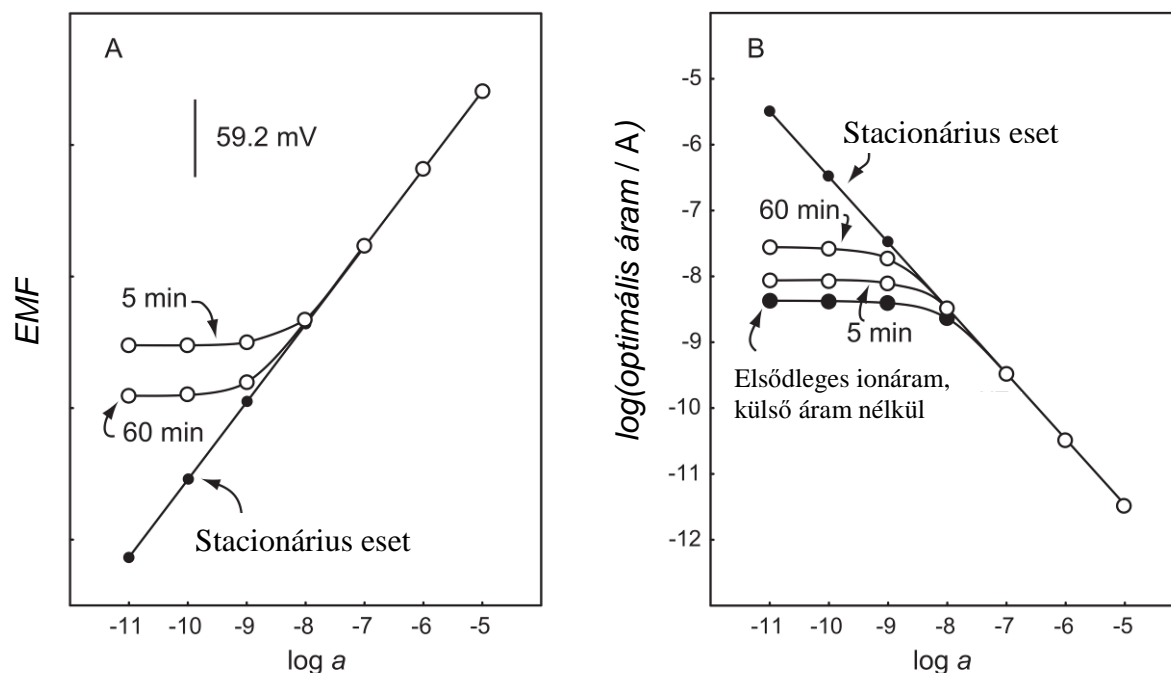 A
59.2 mV
5 min
60 min
Stacionárius eset
EMF
-11 -10 -9 -8 -7 -6 -5
log a
B
Stacionárius eset
60 min
5 min
Elsődleges ionáram,
külső áram nélkül
log(optimális áram / A)
-5
-6
-7
-8
-9
-10
-11
-12
-11 -10 -9 -8 -7 -6 -5
log a